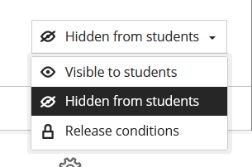 Hidden from students
Visible to students
Hidden from students
Release conditions